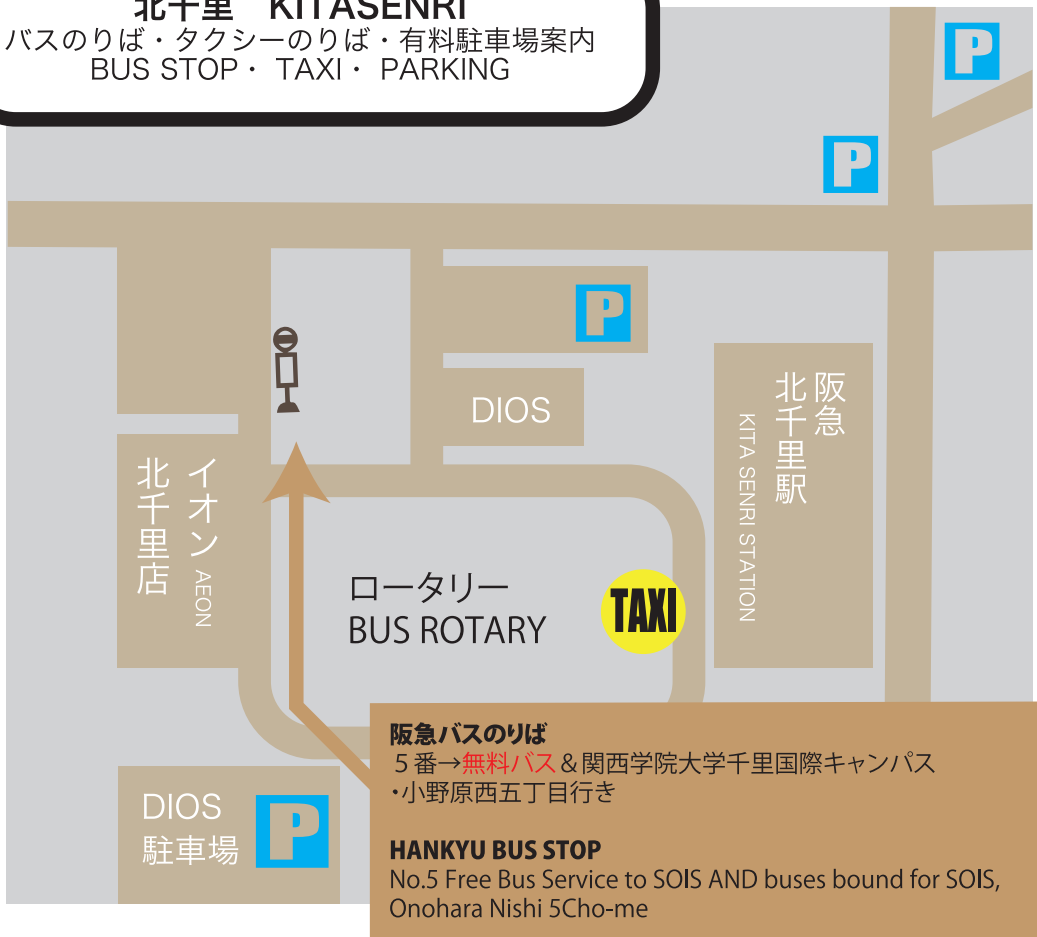 北千里 KITASENRI
バスのりば・タクシーのりば・有料駐車場案内
BUS STOP・ TAXI・ PARKING
P
P
P
DIOS
阪急
北千里駅
KITA SENRI STATION
イオン AEON
北千里店
ロータリー
BUS ROTARY
TAXI
阪急バスのりば
5番→無料バス&関西学院大学千里国際キャンパス
・小野原西五丁目行き
HANKYU BUS STOP
No.5 Free Bus Service to SOIS AND buses bound for SOIS,
Onohara Nishi 5Cho-me
DIOS
駐車場
P